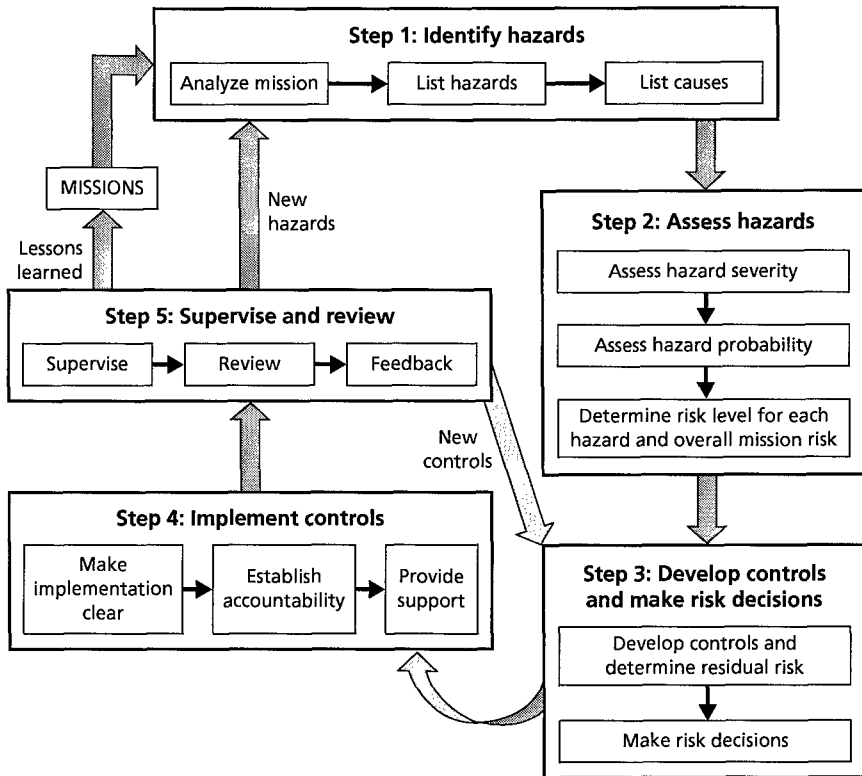 Step 1: Identify hazards
Analyze mission
List hazards
List causes
MISSIONS
New
hazards
Lessons
learned
Step 2: Assess hazards
Assess hazard severity
Assess hazard probability
Determine risk level for each
hazard and overall mission risk
Step 5: Supervise and review
Supervise
Review
Feedback
New
controls
Step 4: Implement controls
Make
implementation
clear
Establish
accountability
Provide
support
Step 3: Develop controls
and make risk decisions
Develop controls and
determine residual risk
Make risk decisions